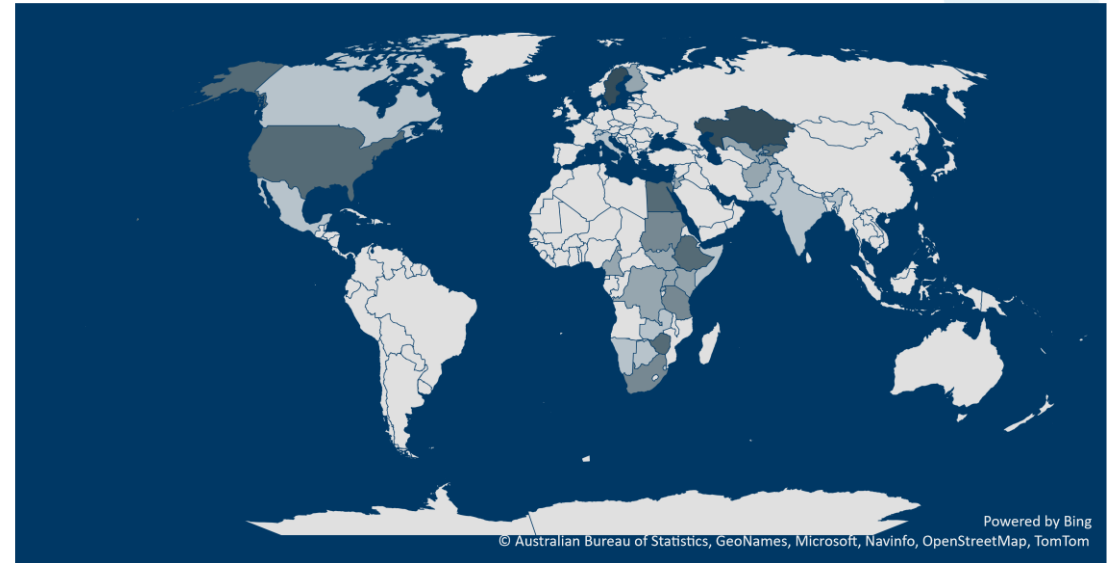 Powered by Bing
© Australian Bureau of Statistics, GeoNames, Microsoft, Navinfo, OpenStreetMap, TomTom